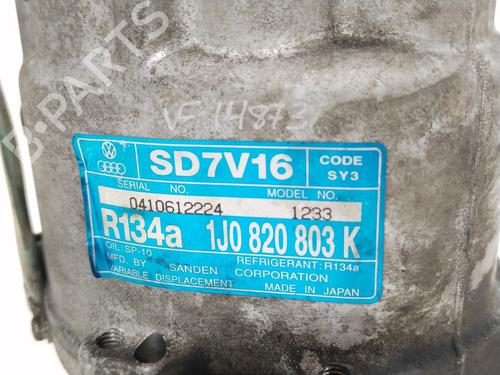 B-PARTS
VF 14873
SD7V16
CODE
SY3
SERIAL NO.
MODEL NO.
0410612224
1233
R134a 1J0 820 803 K
OIL:SP-10
REFRIGERANT:R134a
MFD. BY SANDEN CORPORATION
VARIABLE DISPLACEMENT
MADE IN JAPAN